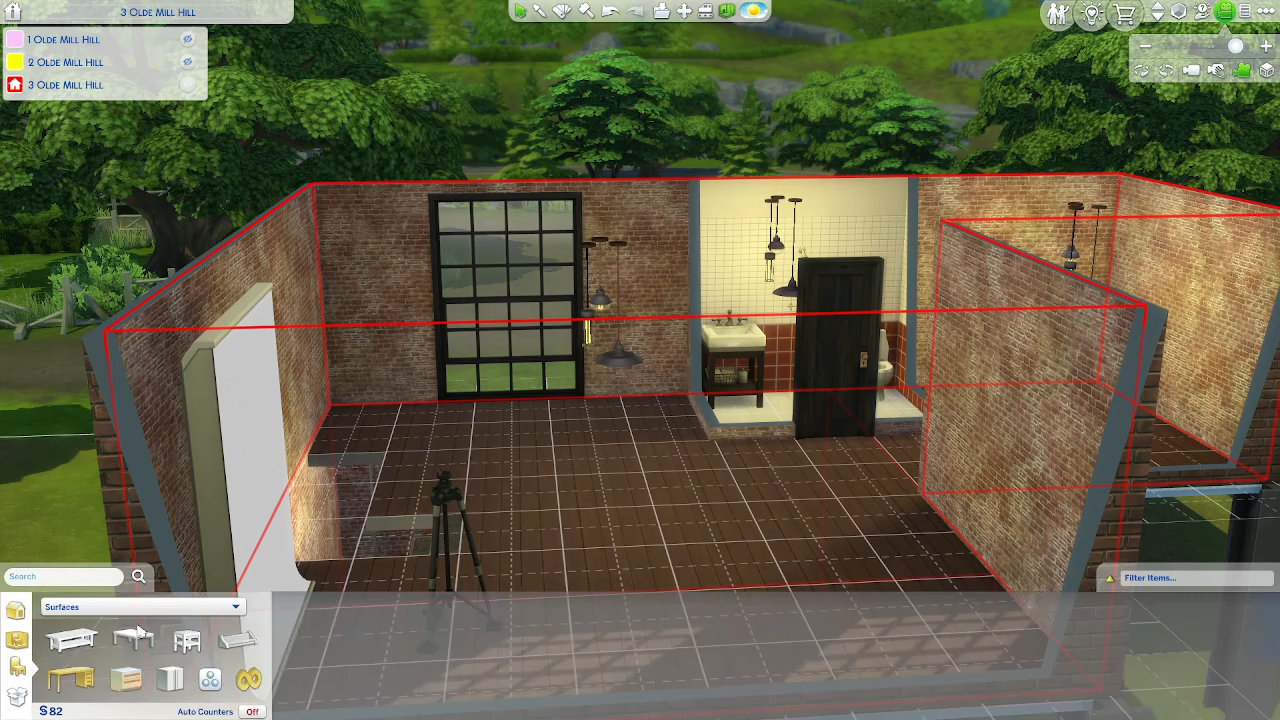 3 Olde Mill Hill
1 Olde Mill Hill
2 Olde Mill Hill
3 Olde Mill Hill
Search
Filter Items...
Surfaces
§82
Auto Counters Off